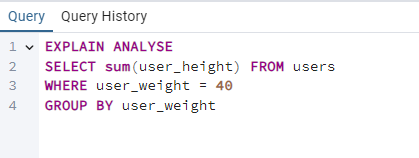 Query Query History
1 EXPLAIN ANALYSE
2 SELECT sum(user_height) FROM users
3 WHERE user_weight = 40
4 GROUP BY user_weight